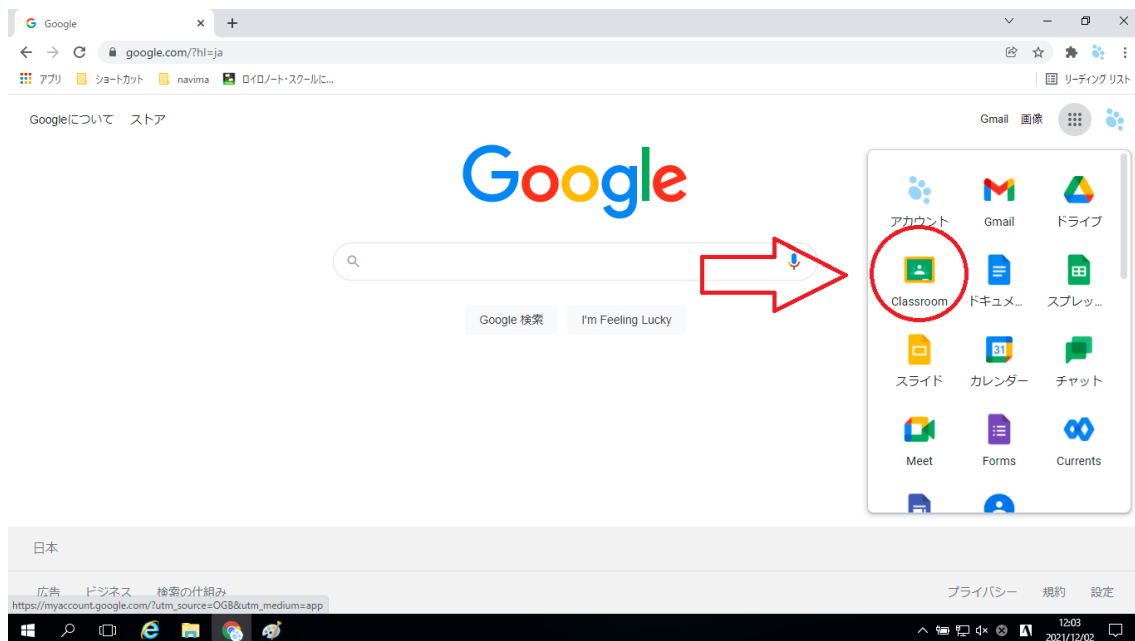 Google
google.com/?hl=ja
アプリ ショートカット navima ロイロノート・スクールに... リーディング リスト
Googleについて ストア Gmail 画像
Google
アカウント Gmail ドライブ
Classroom ドキュメ... スプレッ...
Google 検索 I'm Feeling Lucky
スライド 31 カレンダー チャット
Meet Forms Currents
日本
広告 ビジネス 検索の仕組み プライバシー 規約 設定
https://myaccount.google.com/?utm_source=OGB&utm_medium=app
12:03
2021/12/02